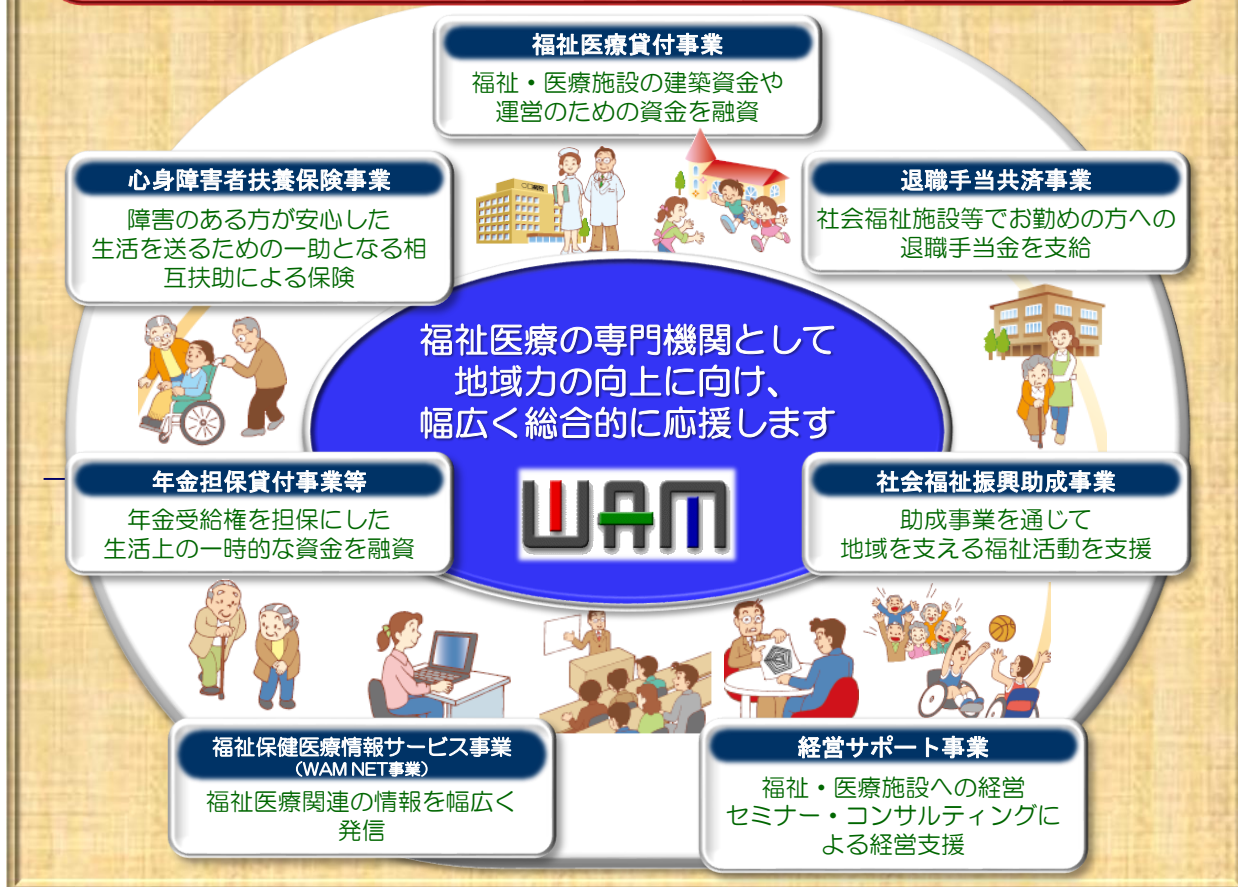 福祉医療貸付事業
福祉・医療施設の建築資金や
運営のための資金を融資
心身障害者扶養保険事業
障害のある方が安心した
生活を送るための一助となる相
互扶助による保険
退職手当共済事業
社会福祉施設等でお勤めの方への
退職手当金を支給
福祉医療の専門機関として
地域力の向上に向け、
幅広く総合的に応援します
WAM
年金担保貸付事業等
年金受給権を担保にした
生活上の一時的な資金を融資
社会福祉振興助成事業
助成事業を通じて
地域を支える福祉活動を支援
福祉保健医療情報サービス事業
（WAM NET事業）
福祉医療関連の情報を幅広く
発信
経営サポート事業
福祉・医療施設への経営
セミナー・コンサルティングに
よる経営支援